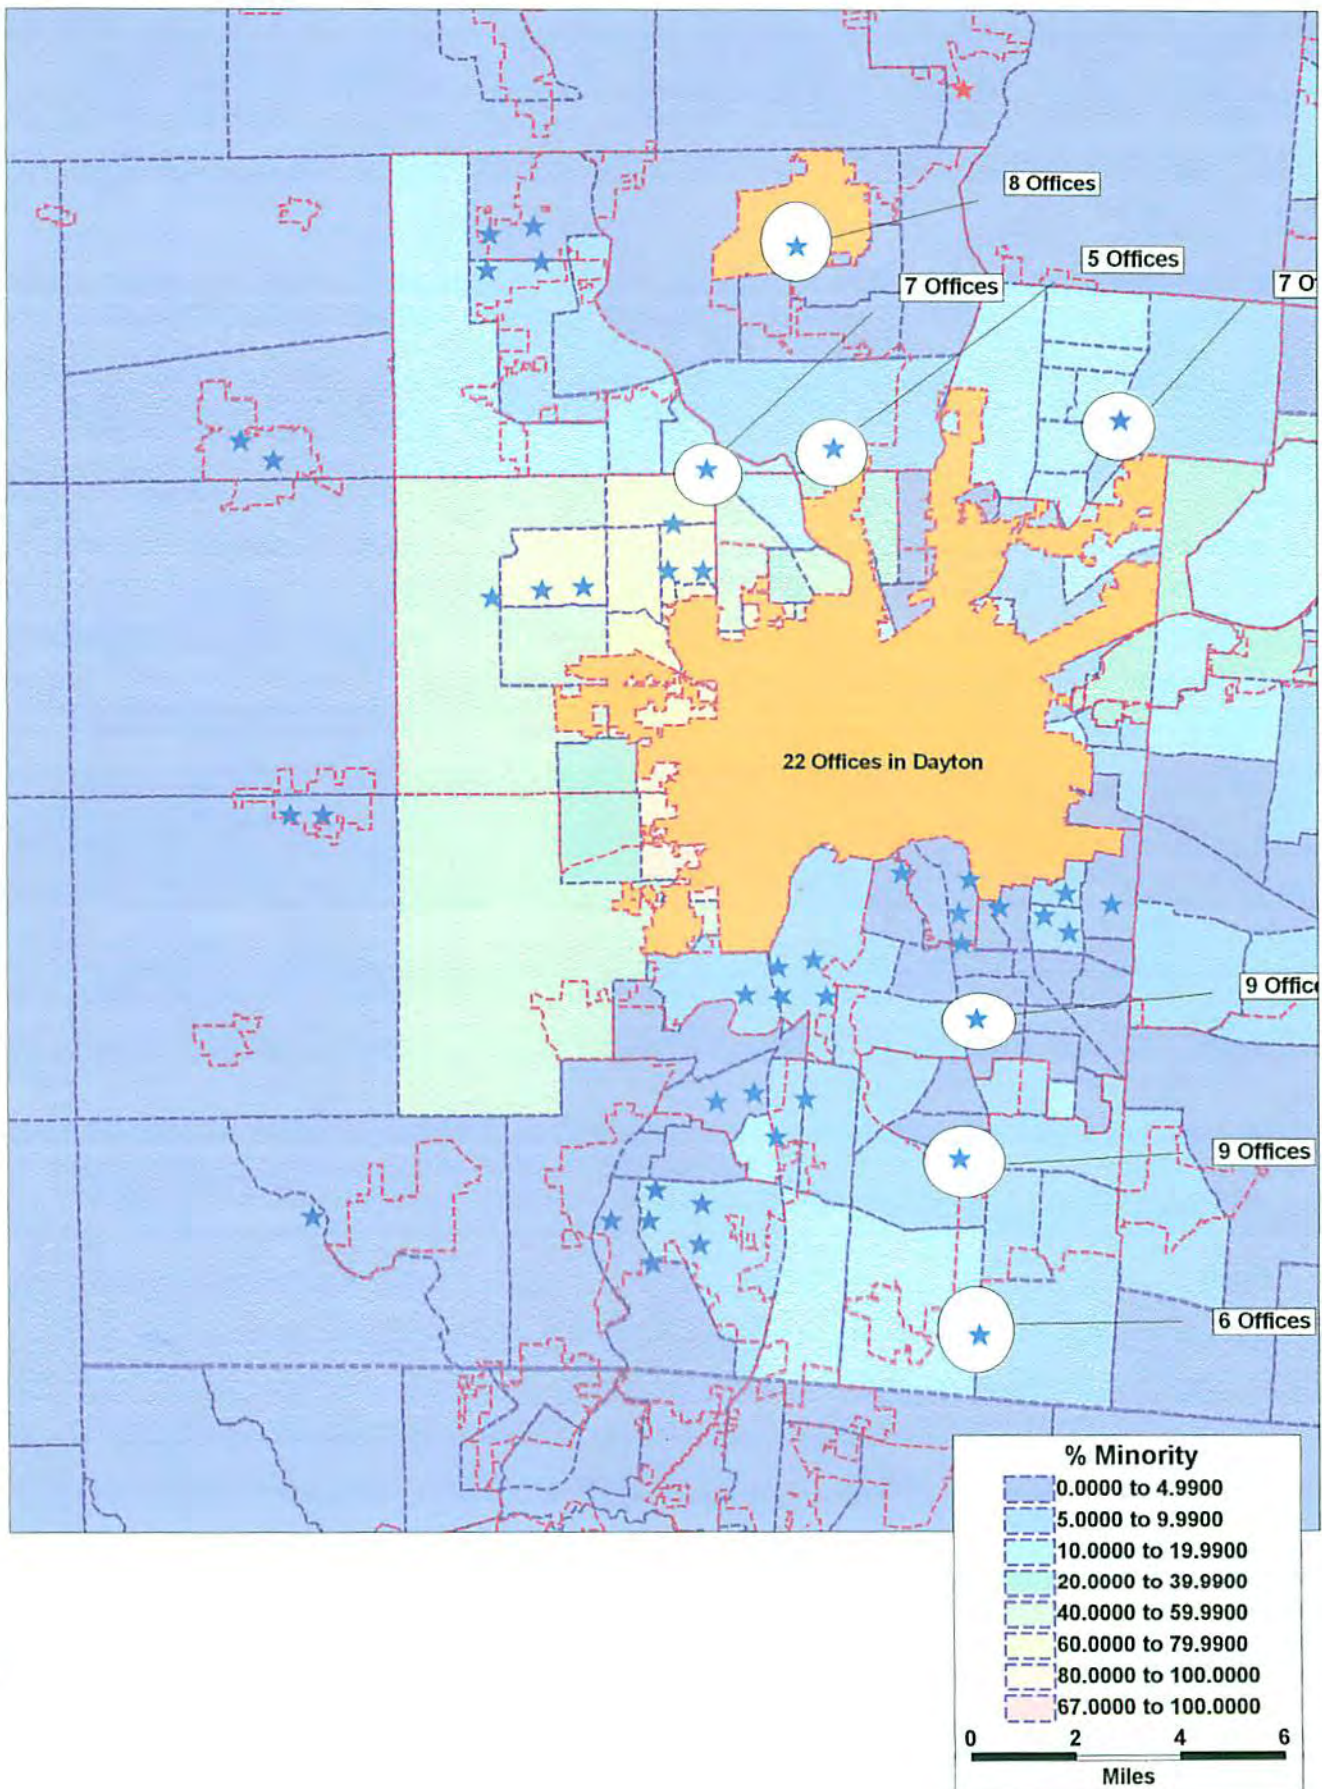 8 Offices
5 Offices
7 Offices
7 O
22 Offices in Dayton
9 Office
9 Offices
6 Offices
% Minority
0.0000 to 4.9900
5.0000 to 9.9900
10.0000 to 19.9900
20.0000 to 39.9900
40.0000 to 59.9900
60.0000 to 79.9900
80.0000 to 100.0000
67.0000 to 100.0000
0 2 4 6
Miles